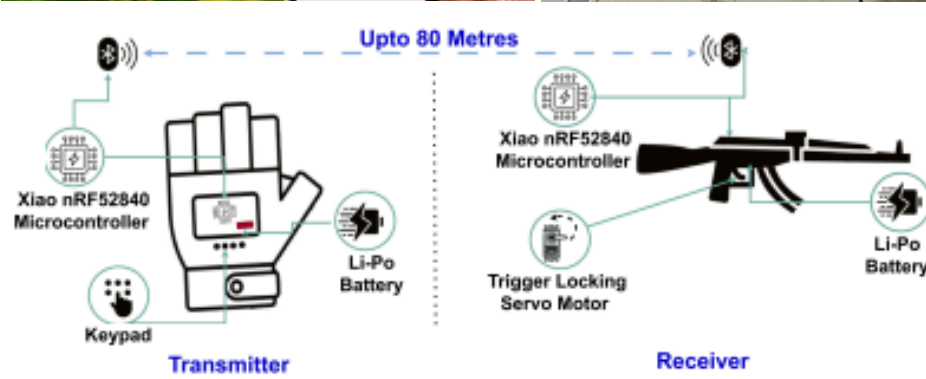 Upto 80 Metres
Xiao nRF52840
Microcontroller
Li-Po
Battery
Keypad
Transmitter
Xiao nRF52840
Microcontroller
Trigger Locking
Servo Motor
Li-Po
Battery
Receiver